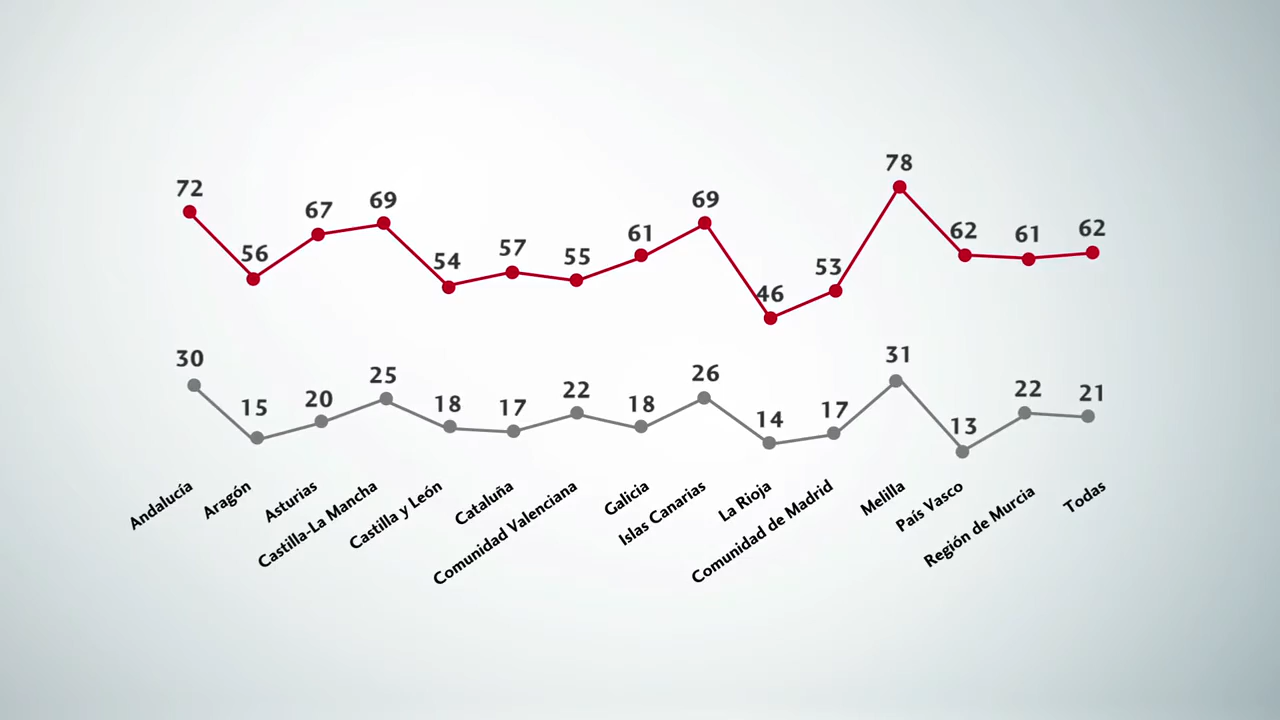 72 56 67 69 54 57 55 61 69 46 53 78 62 61 62
30 15 20 25 18 17 22 18 26 14 17 31 13 22 21
Andalucía
Aragón
Asturias
Castilla-La Mancha
Castilla y León
Cataluña
Comunidad Valenciana
Galicia
Islas Canarias
La Rioja
Comunidad de Madrid
Melilla
País Vasco
Región de Murcia
Todas